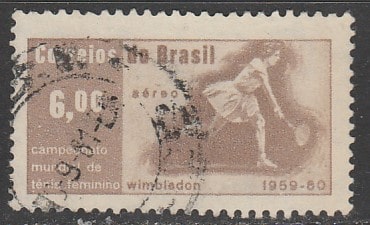 Correios do Brasil
6,00
aéreo
campeonato
mundial de
tênis feminino wimbledon 1959-60